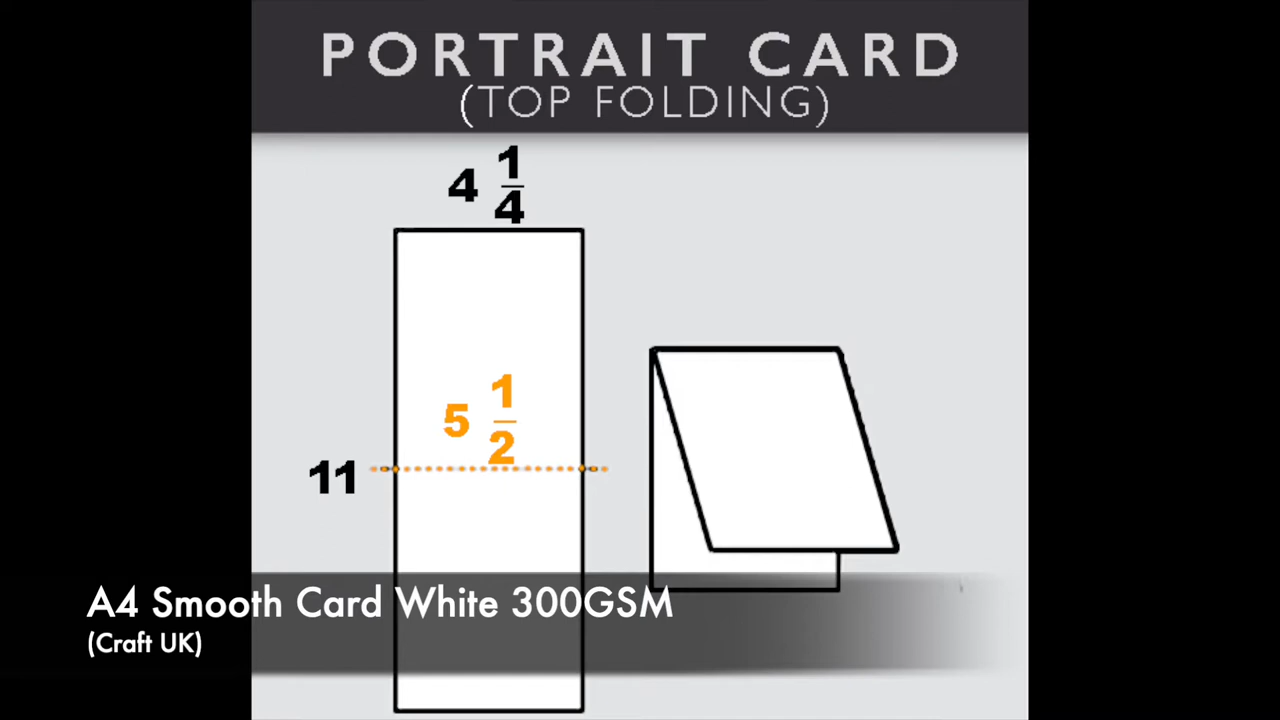 PORTRAIT CARD
(TOP FOLDING)
4 1/4
5 1/2
11
A4 Smooth Card White 300GSM
(Craft UK)